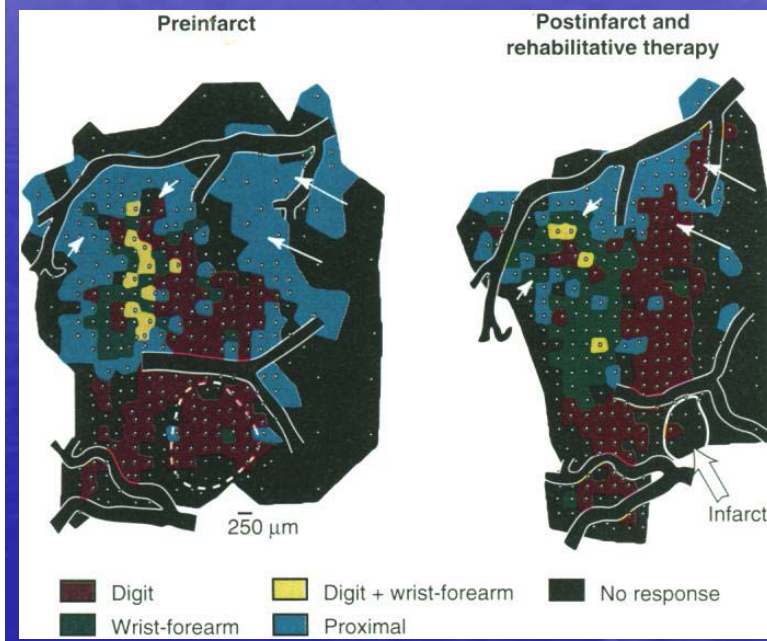 Preinfarct
Postinfarct and
rehabilitative therapy
250 μm
Infarct
Digit
Digit + wrist-forearm
No response
Wrist-forearm
Proximal